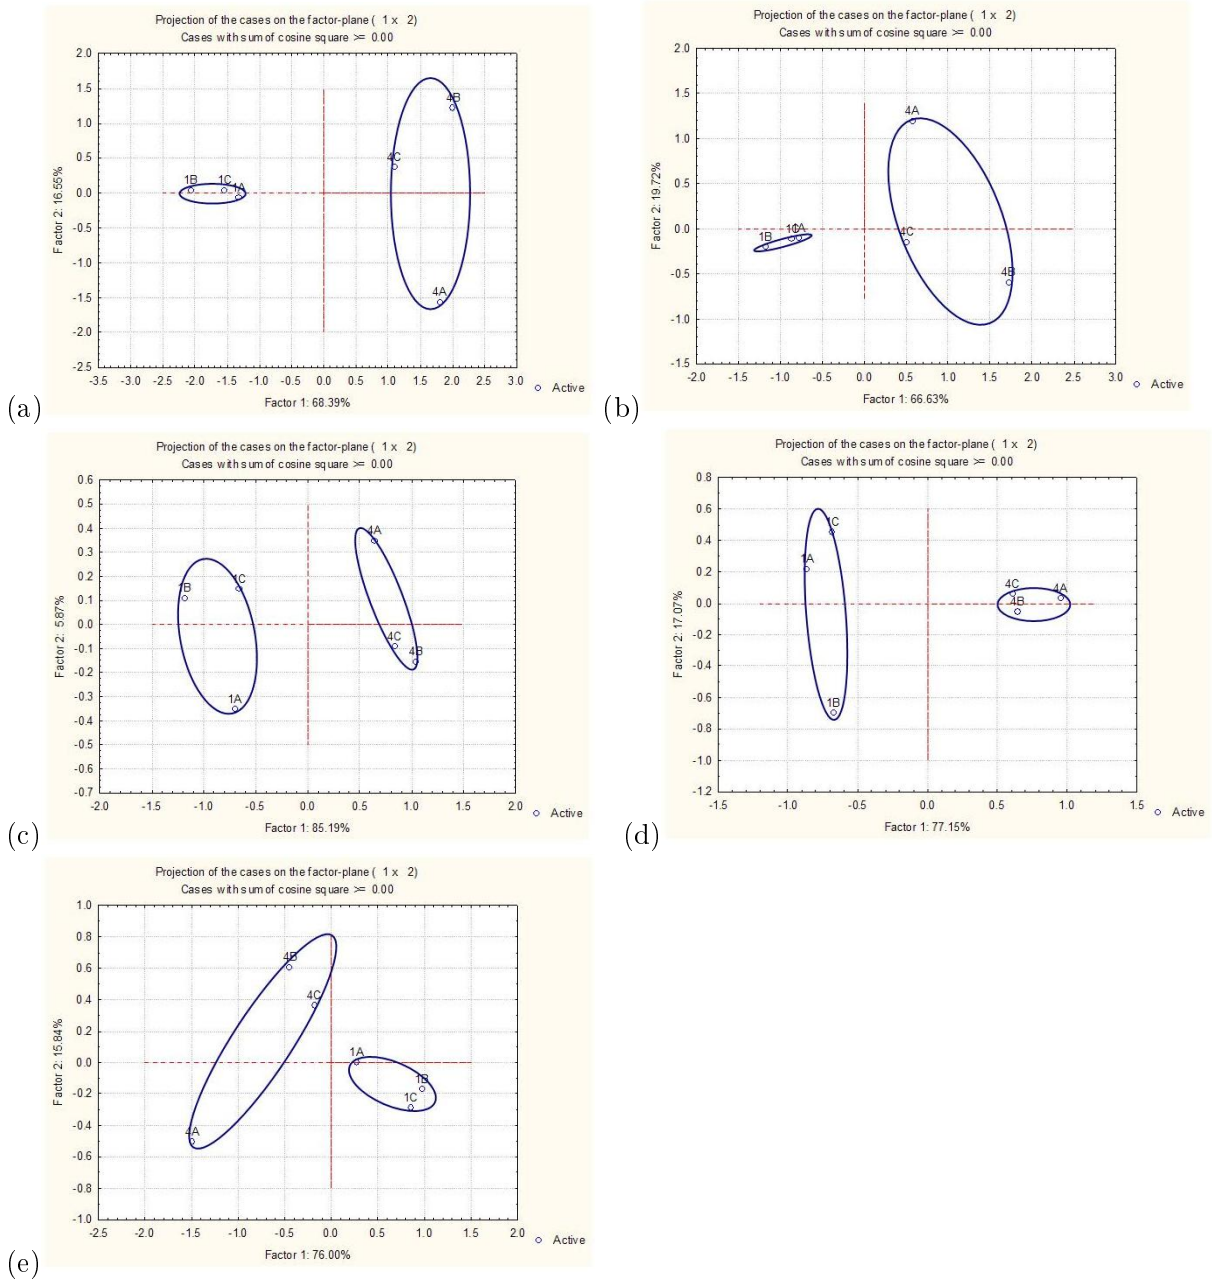 Projection of the cases on the factor-plane ( 1 x 2)
Cases with sum of cosine square >= 0.00
2.0
1.5
1.0
0.5
0.0
-0.5
-1.0
-1.5
-2.0
-2.5
Factor 2: 16.55%
4B
4C
1B 1C 1A
4A
-3.5 -3.0 -2.5 -2.0 -1.5 -1.0 -0.5 0.0 0.5 1.0 1.5 2.0 2.5 3.0
Factor 1: 68.39%
Active
(a)
Projection of the cases on the factor-plane ( 1 x 2)
Cases with sum of cosine square >= 0.00
2.0
1.5
1.0
0.5
0.0
-0.5
-1.0
-1.5
Factor 2: 19.72%
4A
1B 1C 1A
4C
4B
-2.0 -1.5 -1.0 -0.5 0.0 0.5 1.0 1.5 2.0 2.5 3.0
Factor 1: 66.63%
Active
(b)
Projection of the cases on the factor-plane ( 1 x 2)
Cases with sum of cosine square >= 0.00
0.6
0.5
0.4
0.3
0.2
0.1
0.0
-0.1
-0.2
-0.3
-0.4
-0.5
-0.6
-0.7
Factor 2: 5.87%
4A
1B 1C
4C
4B
1A
-2.0 -1.5 -1.0 -0.5 0.0 0.5 1.0 1.5 2.0
Factor 1: 85.19%
Active
(c)
Projection of the cases on the factor-plane ( 1 x 2)
Cases with sum of cosine square >= 0.00
0.8
0.6
0.4
0.2
0.0
-0.2
-0.4
-0.6
-0.8
-1.0
-1.2
Factor 2: 17.07%
1C
1A
4C 4A
4B
1B
-1.5 -1.0 -0.5 0.0 0.5 1.0 1.5
Factor 1: 77.15%
Active
(d)
Projection of the cases on the factor-plane ( 1 x 2)
Cases with sum of cosine square >= 0.00
1.0
0.8
0.6
0.4
0.2
0.0
-0.2
-0.4
-0.6
-0.8
-1.0
Factor 2: 15.84%
4B
4C
1A
1B
1C
4A
-2.5 -2.0 -1.5 -1.0 -0.5 0.0 0.5 1.0 1.5 2.0
Factor 1: 76.00%
Active
(e)